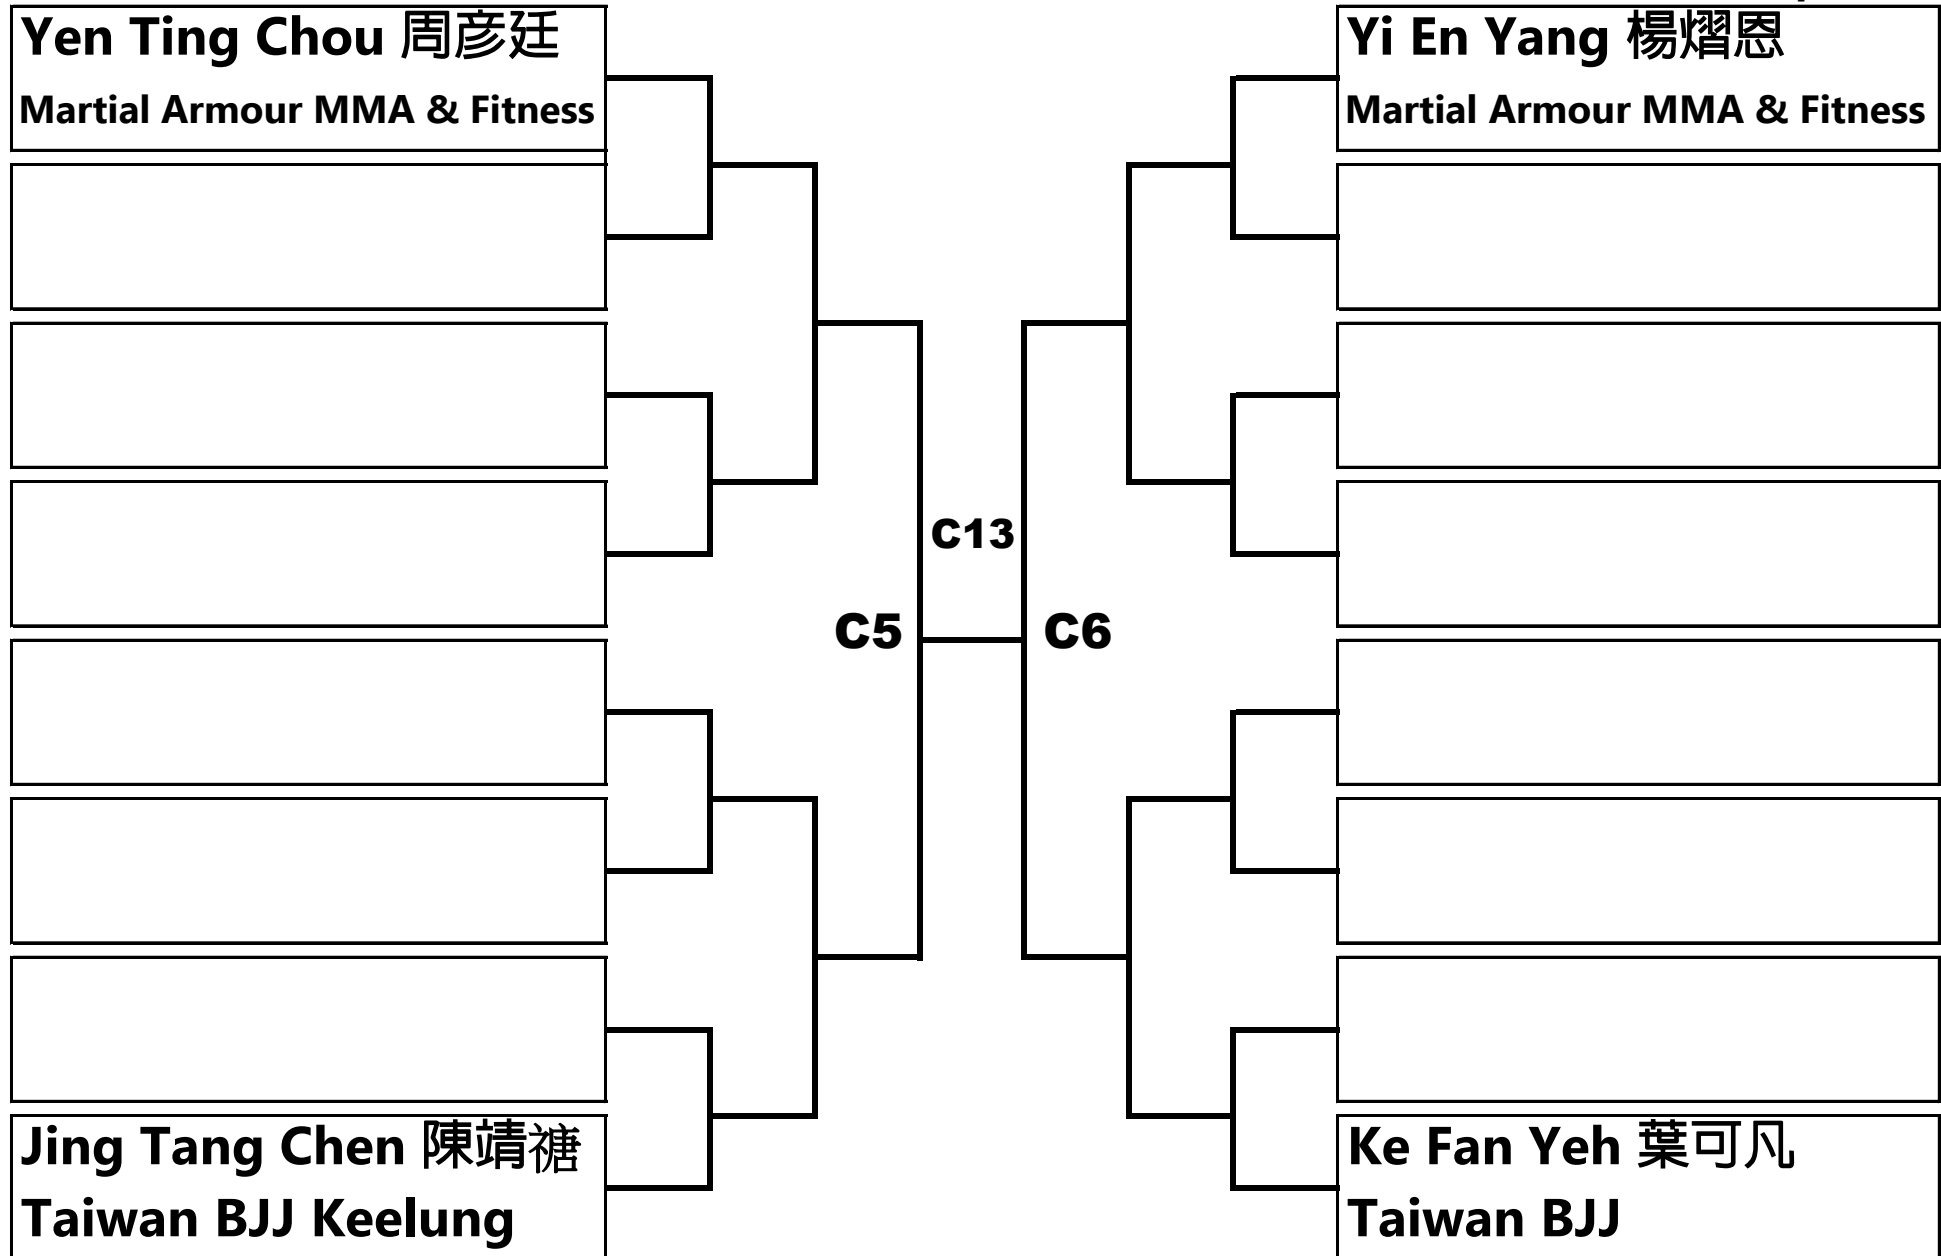 Yen Ting Chou 周彦廷
Martial Armour MMA & Fitness
Jing Tang Chen 陳靖禟
Taiwan BJJ Keelung
C5
C13
C6
Yi En Yang 楊熠恩
Martial Armour MMA & Fitness
Ke Fan Yeh 葉可凡
Taiwan BJJ